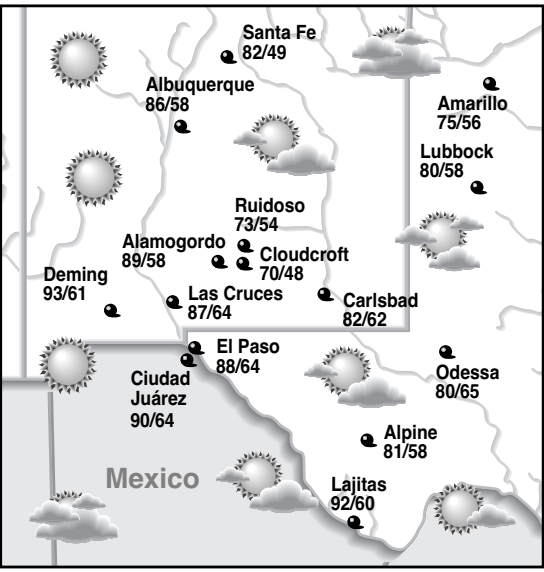 Santa Fe
82/49
Albuquerque
86/58
Amarillo
75/56
Lubbock
80/58
Ruidoso
73/54
Alamogordo
89/58
Cloudcroft
70/48
Deming
93/61
Las Cruces
87/64
Carlsbad
82/62
El Paso
88/64
Ciudad
Juárez
90/64
Odessa
80/65
Alpine
81/58
Mexico
Lajitas
92/60